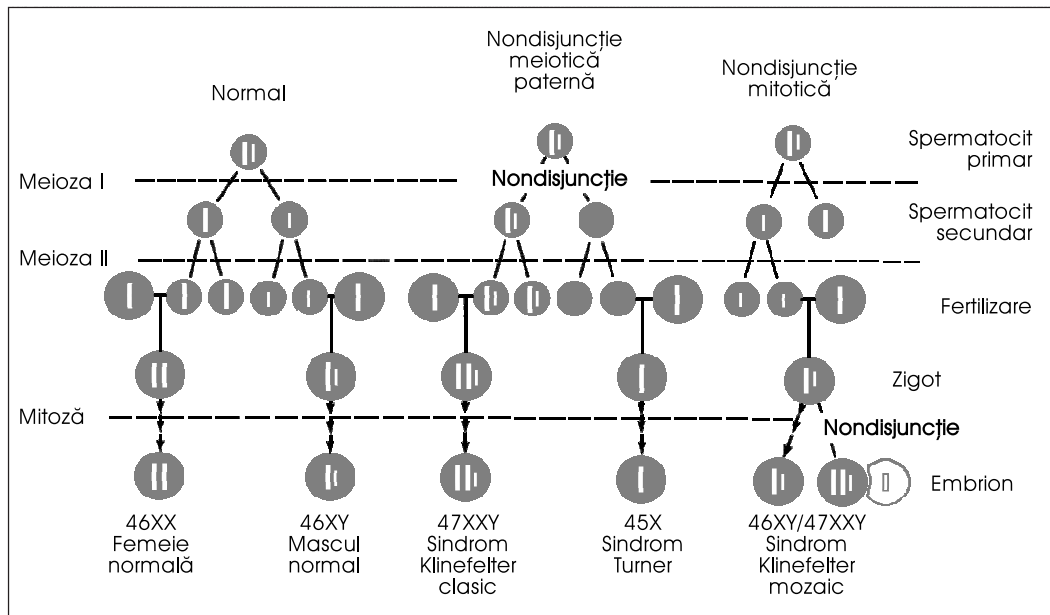 Normal
Nondisjuncție
meiotică
paternă
Nondisjuncție
mitotică
Spermatocit
primar
Meioza I
Nondisjuncție
Spermatocit
secundar
Meioza II
Fertilizare
Zigot
Mitoză
Nondisjuncție
Embrion
46XX
Femeie
normală
46XY
Mascul
normal
47XXY
Sindrom
Klinefelter
clasic
45X
Sindrom
Turner
46XY/47XXY
Sindrom
Klinefelter
mozaic